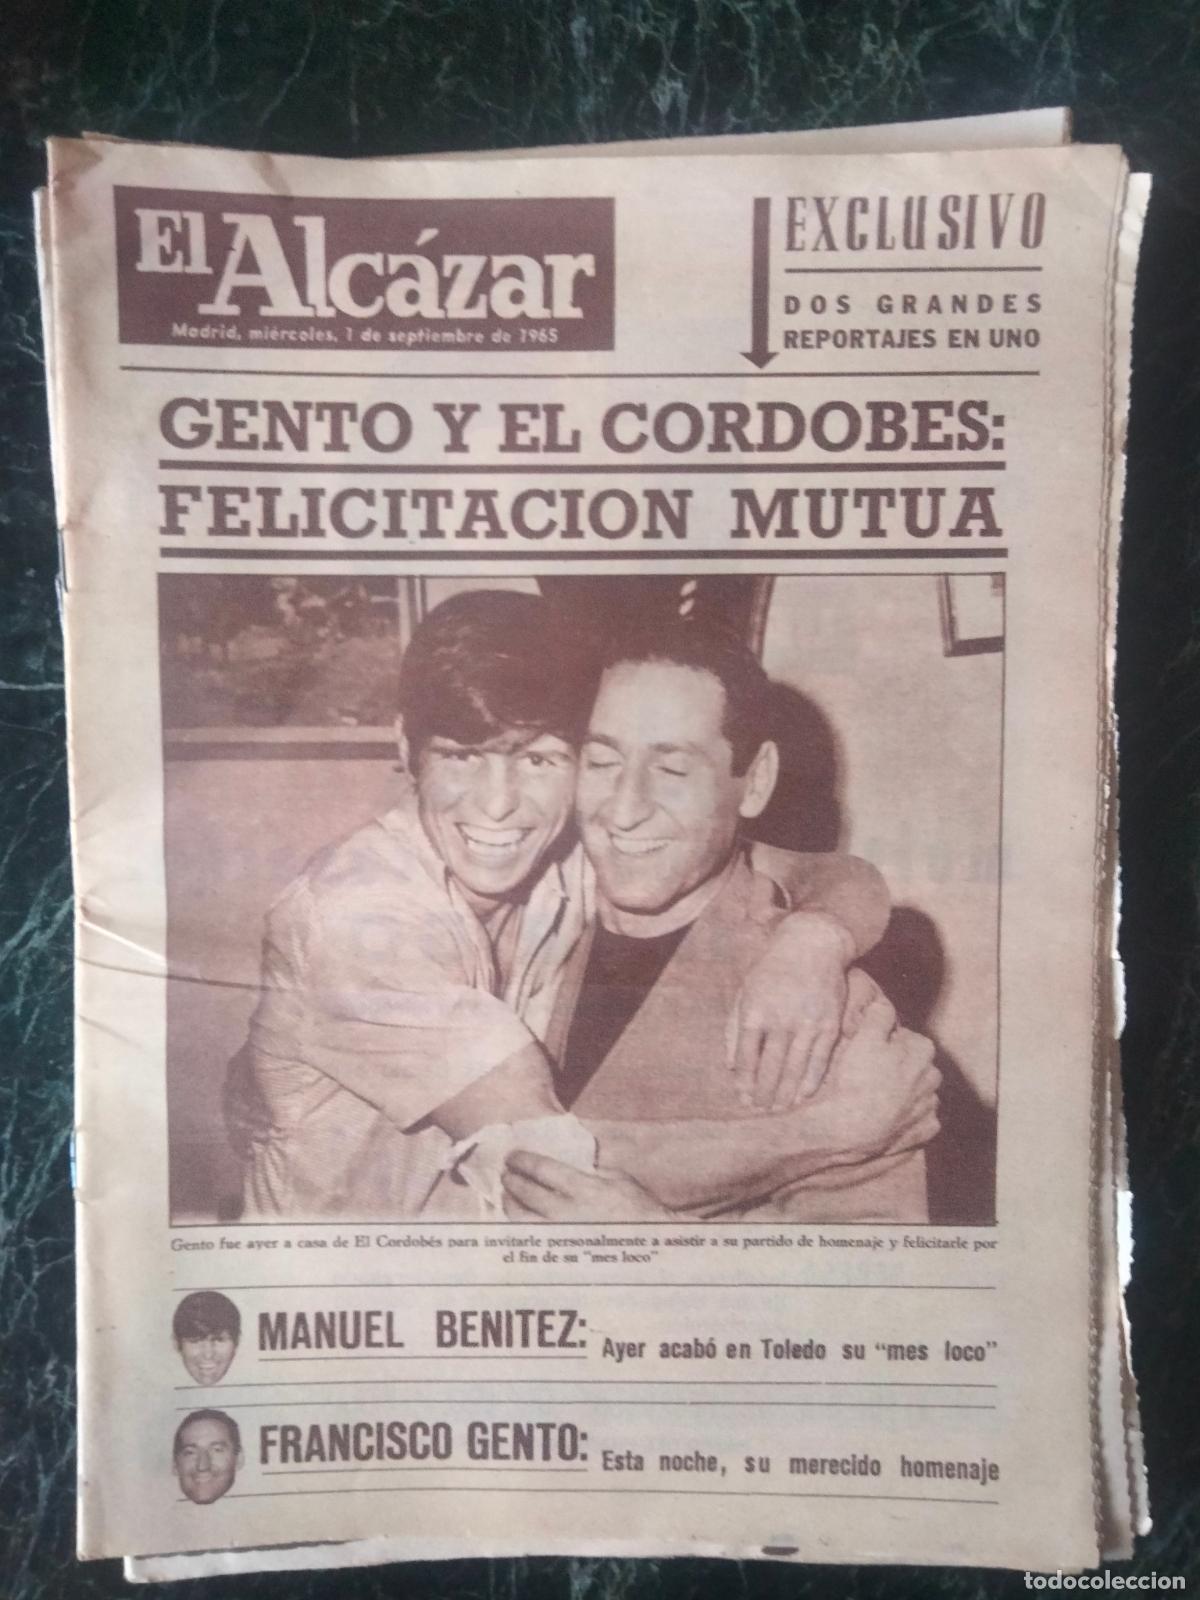 El Alcázar
Madrid, miércoles, 1 de septiembre de 1965
EXCLUSIVO
DOS GRANDES
REPORTAJES EN UNO
GENTO Y EL CORDOBES:
FELICITACION MUTUA
Gento fue ayer a casa de El Cordobés para invitarle personalmente a asistir a su partido de homenaje y felicitarle por
el fin de su "mes loco"
MANUEL BENITEZ: Ayer acabó en Toledo su "mes loco"
FRANCISCO GENTO: Esta noche, su merecido homenaje
todocoleccion